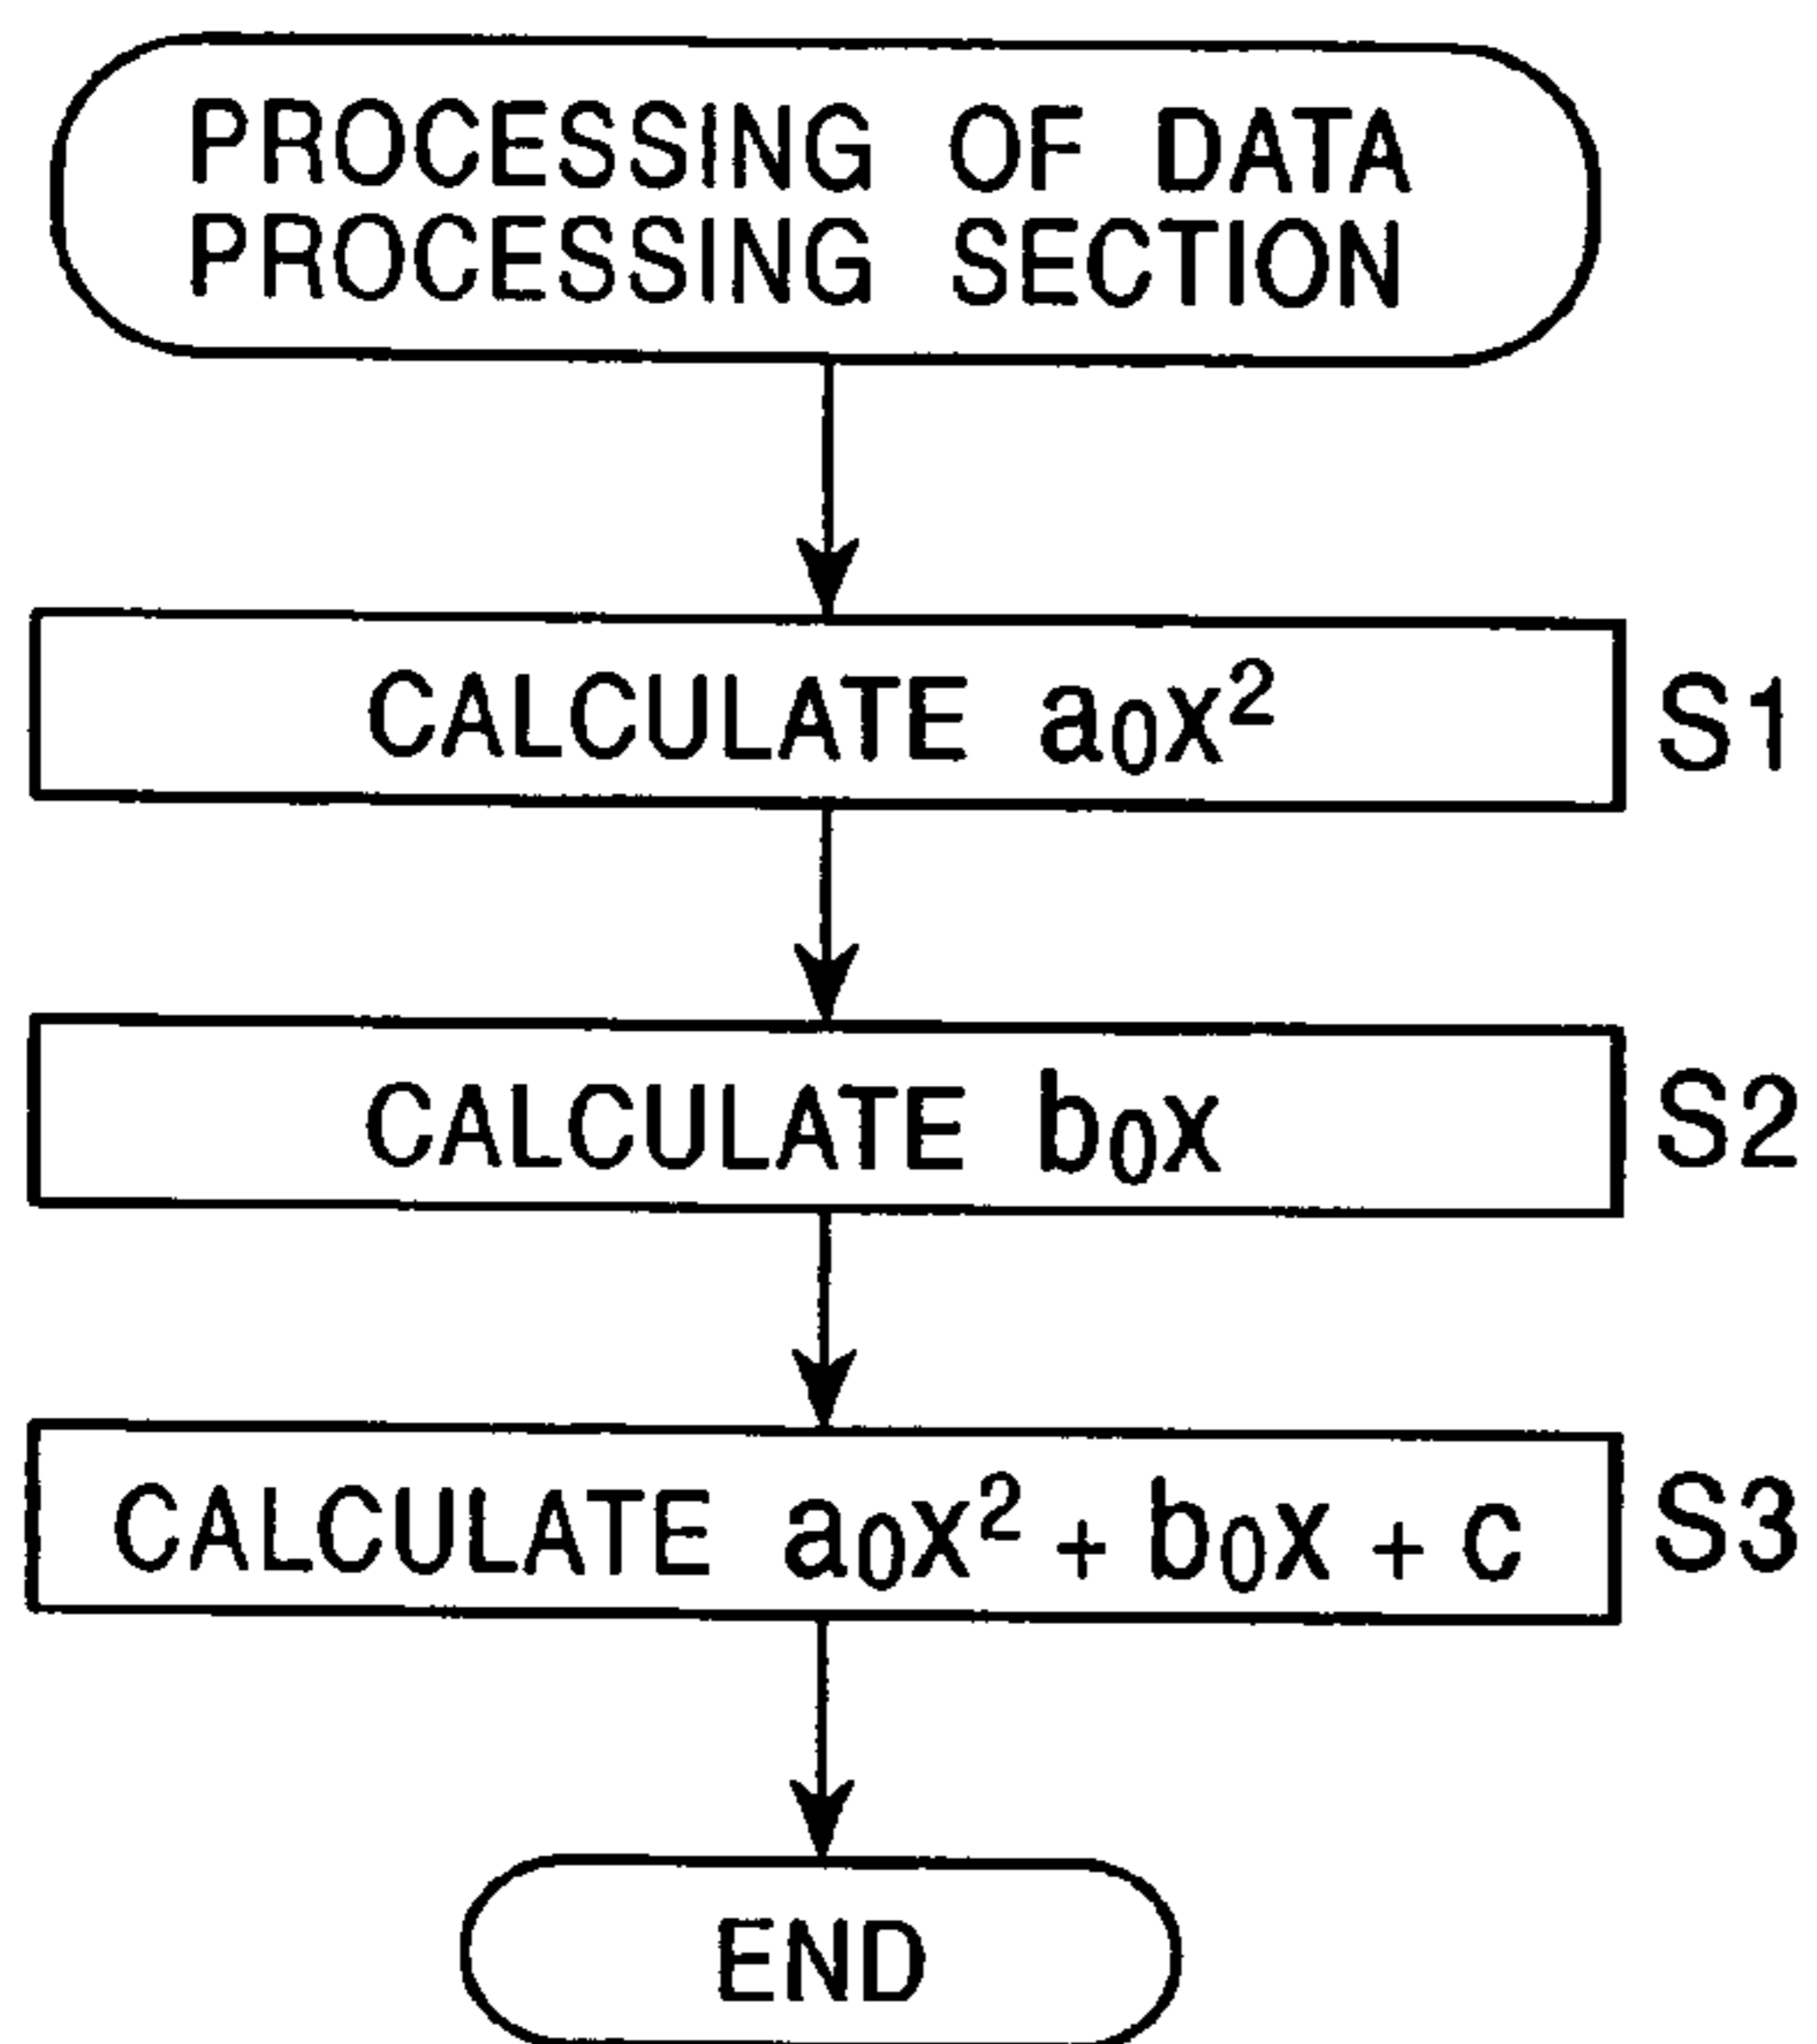 PROCESSING OF DATA
PROCESSING SECTION
CALCULATE a₀x²
S1
CALCULATE b₀x
S2
CALCULATE a₀x² + b₀x + c
S3
END